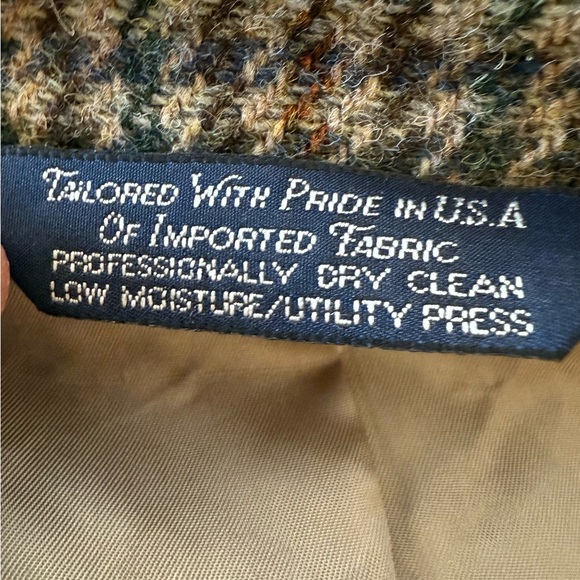 Tailored With Pride in U.S.A
Of Imported Fabric
PROFESSIONALLY DRY CLEAN
LOW MOISTURE/UTILITY PRESS